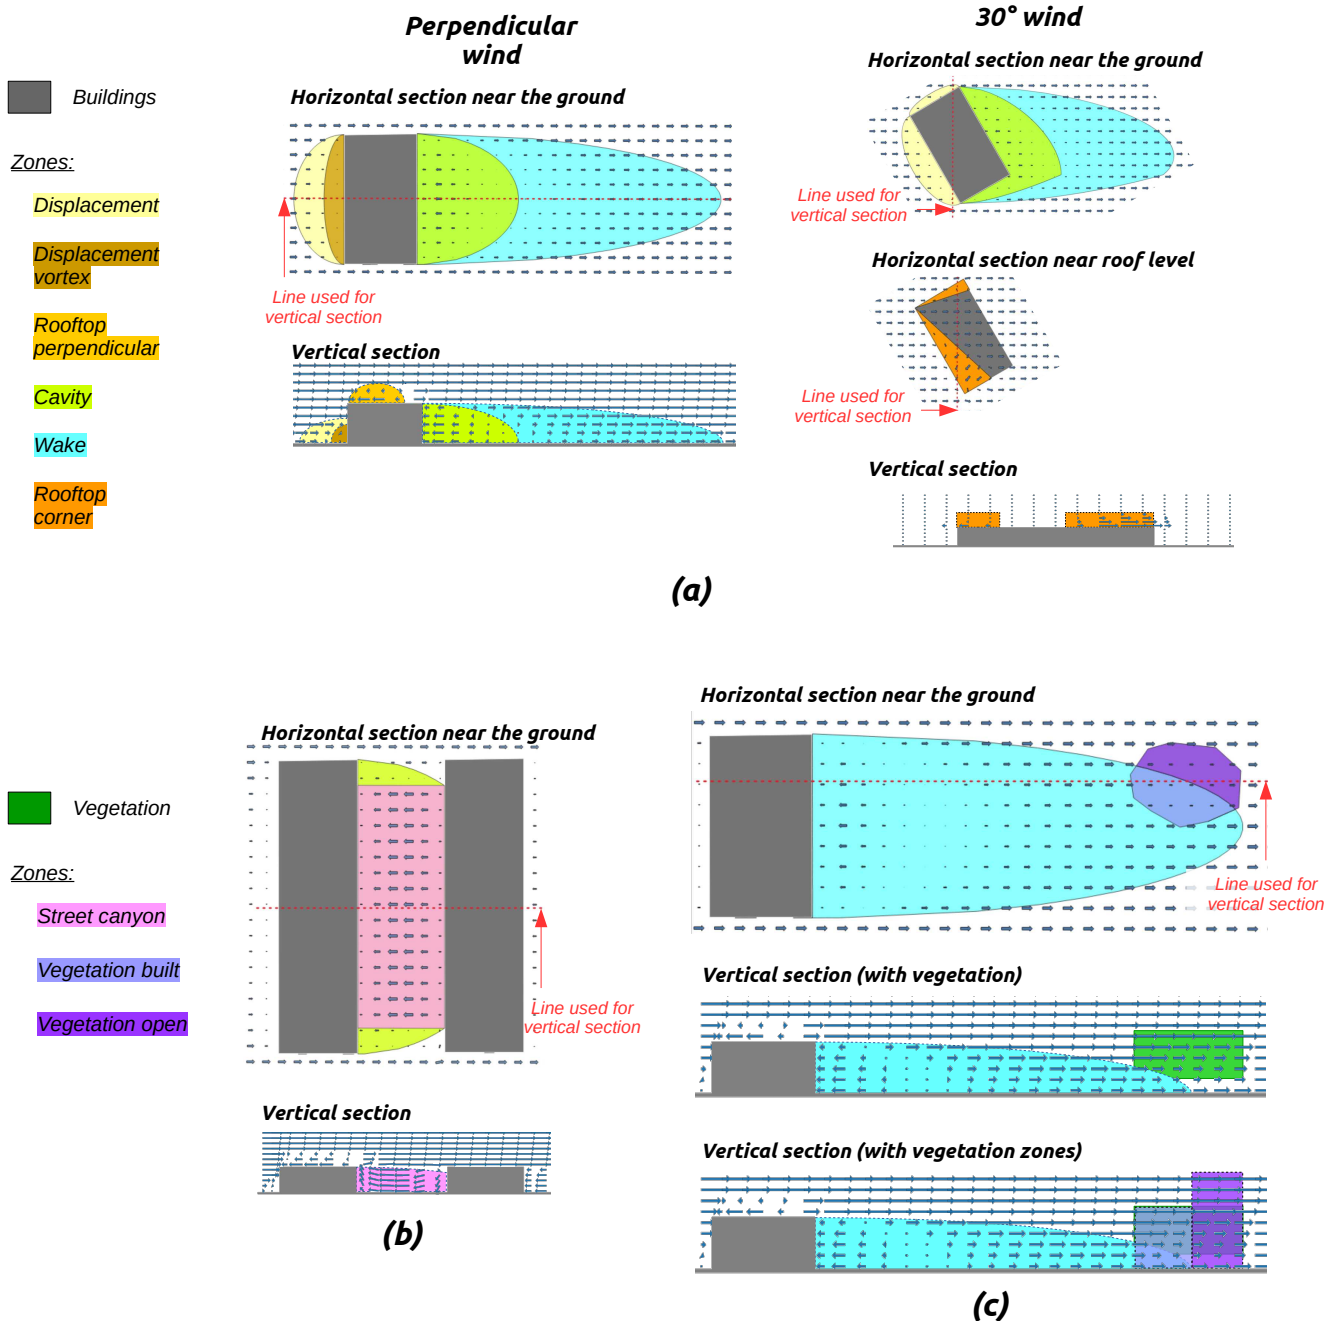 Perpendicular
wind
30° wind
Buildings
Zones:
Displacement
Displacement
vortex
Rooftop
perpendicular
Cavity
Wake
Rooftop
corner
Horizontal section near the ground
Line used for
vertical section
Vertical section
Horizontal section near the ground
Line used for
vertical section
Horizontal section near roof level
Line used for
vertical section
Vertical section
(a)
Vegetation
Zones:
Street canyon
Vegetation built
Vegetation open
Horizontal section near the ground
Line used for
vertical section
Vertical section
(b)
Horizontal section near the ground
Line used for
vertical section
Vertical section (with vegetation)
Vertical section (with vegetation zones)
(c)